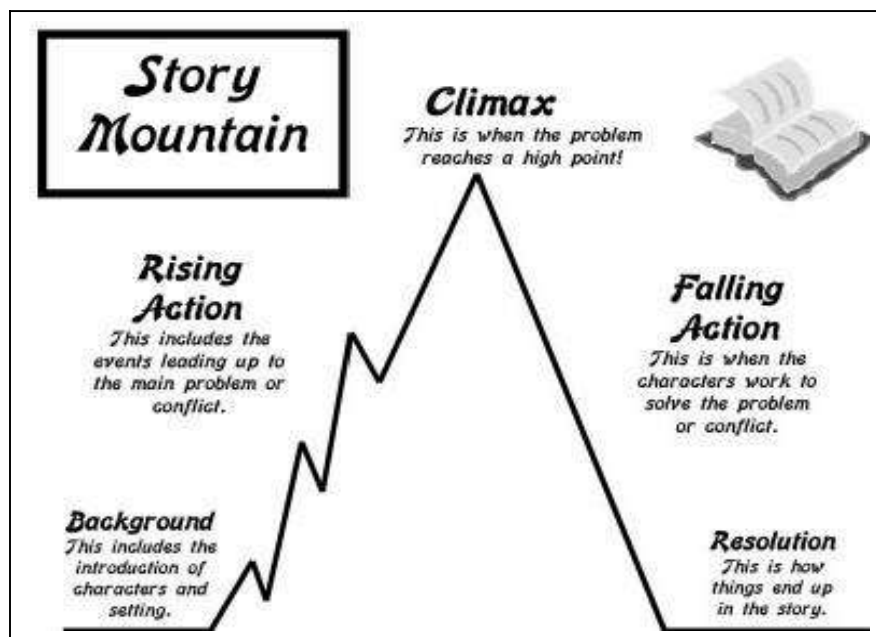 Story
Mountain
Climax
This is when the problem
reaches a high point!
Rising
Action
This includes the
events leading up to
the main problem or
conflict.
Falling
Action
This is when the
characters work to
solve the problem
or conflict.
Background
This includes the
introduction of
characters and
setting.
Resolution
This is how
things end up
in the story.